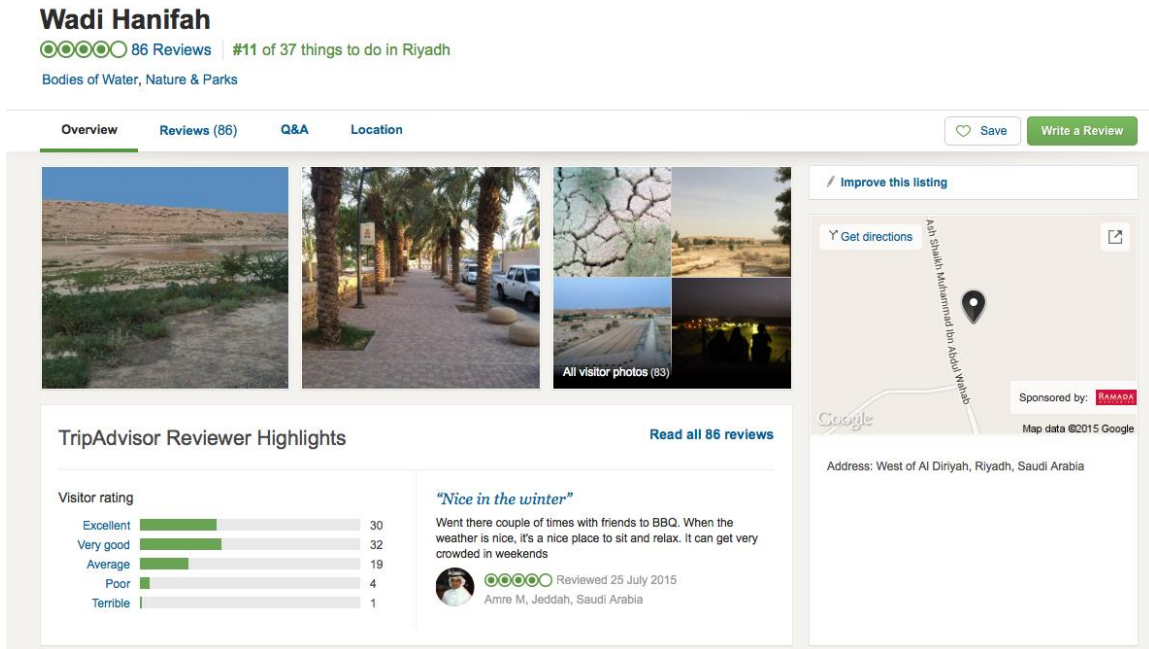 Wadi Hanifah
86 Reviews #11 of 37 things to do in Riyadh
Bodies of Water, Nature & Parks
Overview Reviews (86) Q&A Location Save Write a Review
All visitor photos (83)
Improve this listing
Get directions
Ash Shaikh Muhammad Ibn Abdul Wahab
Sponsored by: RAMADA
Google
Map data ©2015 Google
Address: West of Al Diriyah, Riyadh, Saudi Arabia
TripAdvisor Reviewer Highlights Read all 86 reviews
Visitor rating
Excellent 30
Very good 32
Average 19
Poor 4
Terrible 1
“Nice in the winter”
Went there couple of times with friends to BBQ. When the
weather is nice, it's a nice place to sit and relax. It can get very
crowded in weekends
Reviewed 25 July 2015
Amre M, Jeddah, Saudi Arabia